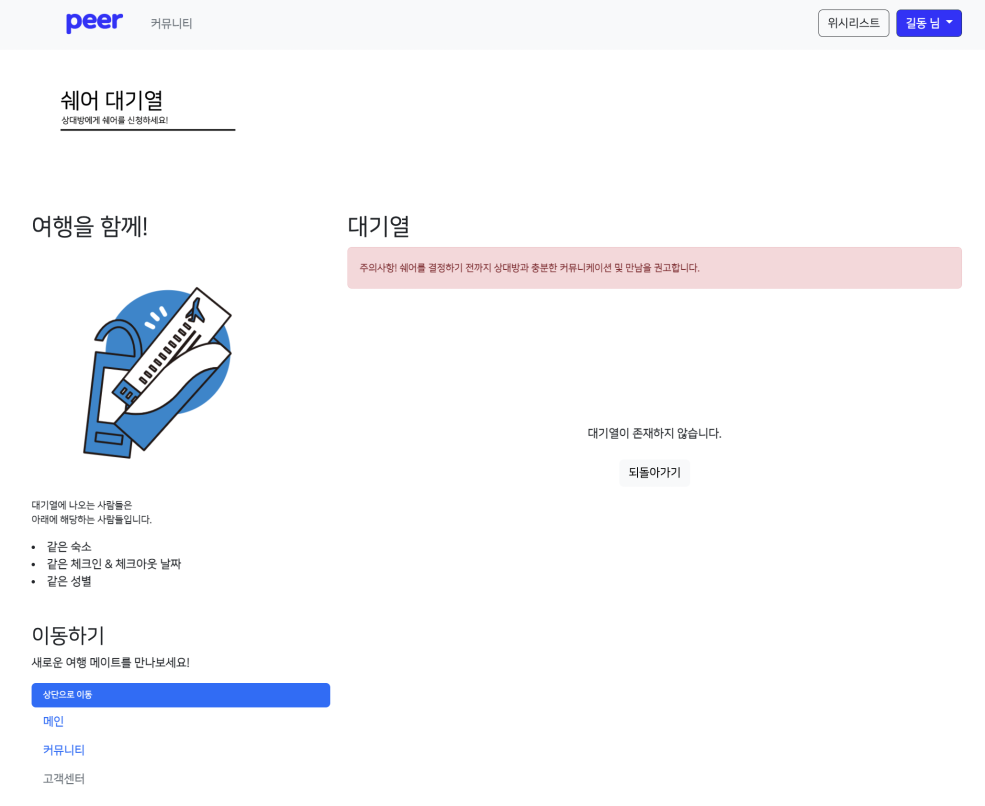 peer
커뮤니티
위시리스트
길동 님
쉐어 대기열
상대방에게 쉐어를 신청하세요!
여행을 함께!
대기열에 나오는 사람들은
아래에 해당하는 사람들입니다.
• 같은 숙소
• 같은 체크인 & 체크아웃 날짜
• 같은 성별
이동하기
새로운 여행 메이트를 만나보세요!
상단으로 이동
메인
커뮤니티
고객센터
대기열
주의사항! 쉐어를 결정하기 전까지 상대방과 충분한 커뮤니케이션 및 만남을 권고합니다.
대기열이 존재하지 않습니다.
되돌아가기